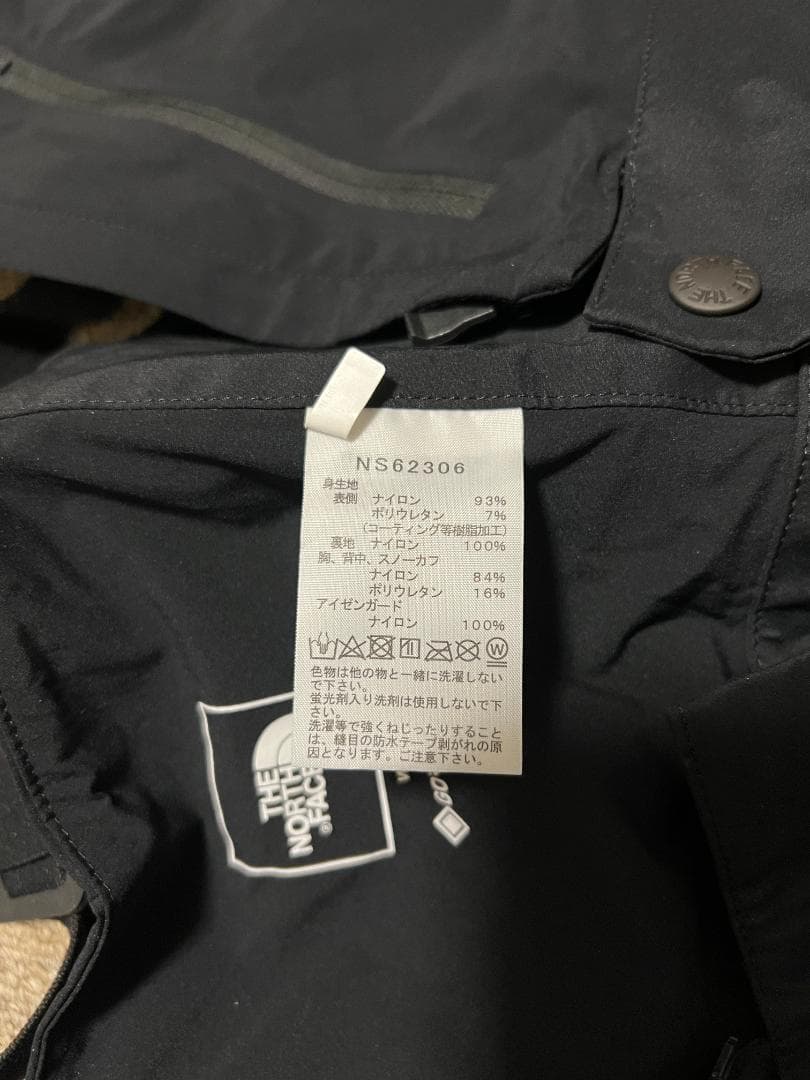 THE NOR
NS62306
身生地
表側 ナイロン 93%
ポリウレタン 7%
(コーティング等樹脂加工)
裏地 ナイロン 100%
胸、背中、スノーカフ
ナイロン 84%
ポリウレタン 16%
アイゼンガード
ナイロン 100%
W
色物は他の物と一緒に洗濯しない
で下さい。
蛍光剤入り洗剤は使用しないで下
さい。
洗濯等で強くねじったりすること
は、縫目の防水テープ剥がれの原
因となります。ご注意下さい。
THE
NORTH
FACE